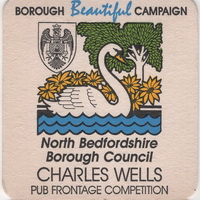 BOROUGH Beautiful CAMPAIGN
North Bedfordshire
Borough Council
CHARLES WELLS
PUB FRONTAGE COMPETITION